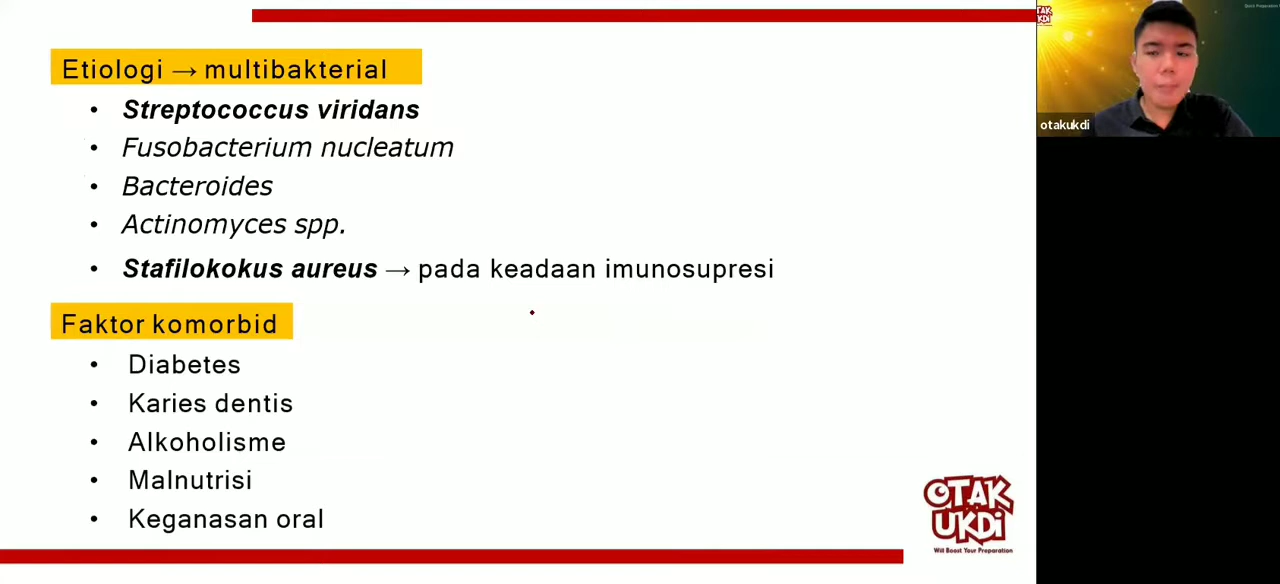 Etiologi → multibakterial
• Streptococcus viridans
• Fusobacterium nucleatum
• Bacteroides
• Actinomyces spp.
• Stafilokokus aureus → pada keadaan imunosupresi
Faktor komorbid
• Diabetes
• Karies dentis
• Alkoholisme
• Malnutrisi
• Keganasan oral
OTAK
UKDi
Will Boost Your Preparation
otakukdi